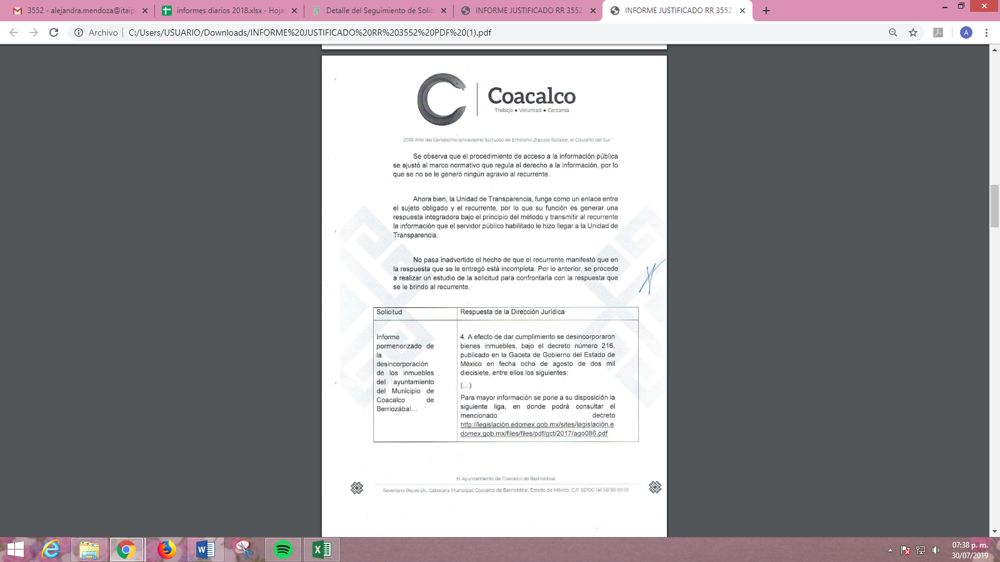 3552 - alejandra.mendoza@itaip
informes diarios 2018.xlsx - Hoja
Detalle del Seguimiento de Solic
INFORME JUSTIFICADO RR 3552
INFORME JUSTIFICADO RR 3552
Archivo
C:/Users/USUARIO/Downloads/INFORME%20JUSTIFICADO%20RR%203552%20PDF%20(1).pdf
A
Coacalco
Trabajo ♦ Voluntad ♦ Cercanía
"2019. Año del Centésimo aniversario luctuoso de Emiliano Zapata Salazar, el Caudillo del Sur"
Se observa que el procedimiento de acceso a la información pública
se ajustó al marco normativo que regula el derecho a la información, por lo
que se no se le generó ningún agravio al recurrente.
Ahora bien, la Unidad de Transparencia, funge como un enlace entre
el sujeto obligado y el recurrente, por lo que su función es generar una
respuesta integradora bajo el principio del método y transmitir al recurrente
la información que el servidor público habilitado le hizo llegar a la Unidad de
Transparencia.
No pasa inadvertido el hecho de que el recurrente manifestó que en
la respuesta que se le entregó está incompleta. Por lo anterior, se procede
a realizar un estudio de la solicitud para confrontarla con la respuesta que
se le brindo al recurrente.
Solicitud
Respuesta de la Dirección Jurídica
Informe
pormenorizado de
la
desincorporación
de los inmuebles
del ayuntamiento
del Municipio de
Coacalco de
Berriozábal...
4. A efecto de dar cumplimiento se desincorporaron
bienes inmuebles, bajo el decreto número 216,
publicado en la Gaceta de Gobierno del Estado de
México en fecha ocho de agosto de dos mil
diecisiete, entre ellos los siguientes:
(...)
Para mayor información se pone a su disposición la
siguiente liga, en donde podrá consultar el
mencionado decreto
http://legislación.edomex.gob.mx/sites/legislación.e
domex.gob.mx/files/files/pdf/gct/2017/ago086.pdf
H. Ayuntamiento de Coacalco de Berriozábal
Severiano Reyes s/n, Cabecera Municipal, Coacalco de Berriozábal, Estado de México, C.P. 55700 Tel: 58 98 99 93
07:38 p. m.
30/07/2019